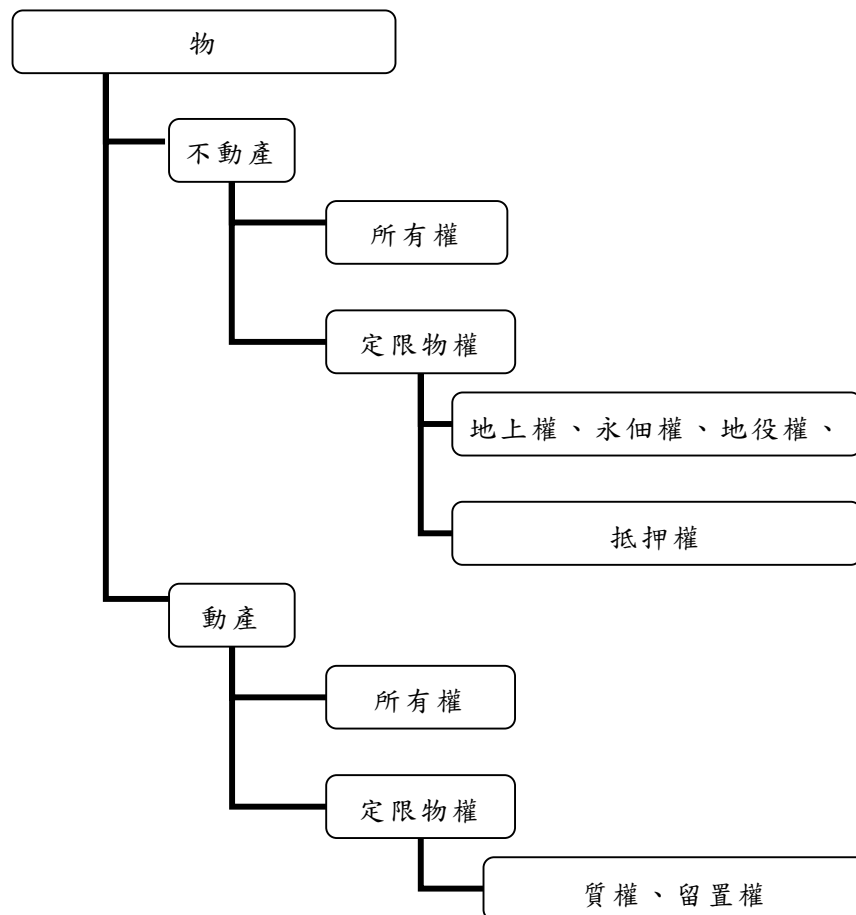 物
不動產
所有權
定限物權
地上權、永佃權、地役權、
抵押權
動產
所有權
定限物權
質權、留置權